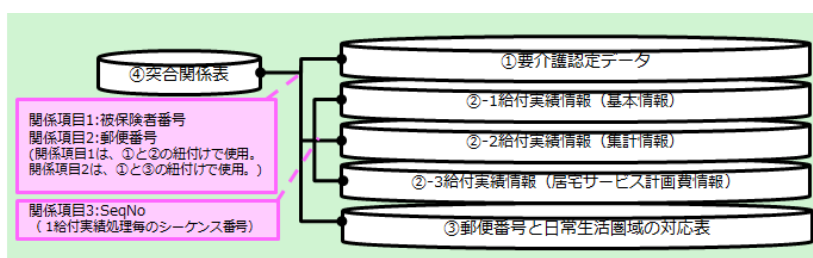 ①要介護認定データ
④突合関係表
②-1給付実績情報（基本情報）
関係項目1:被保険者番号
関係項目2:郵便番号
(関係項目1は、①と②の紐付けで使用。
関係項目2は、①と③の紐付けで使用。)
②-2給付実績情報（集計情報）
②-3給付実績情報（居宅サービス計画費情報）
関係項目3:SeqNo
（1給付実績処理毎のシーケンス番号）
③郵便番号と日常生活圏域の対応表